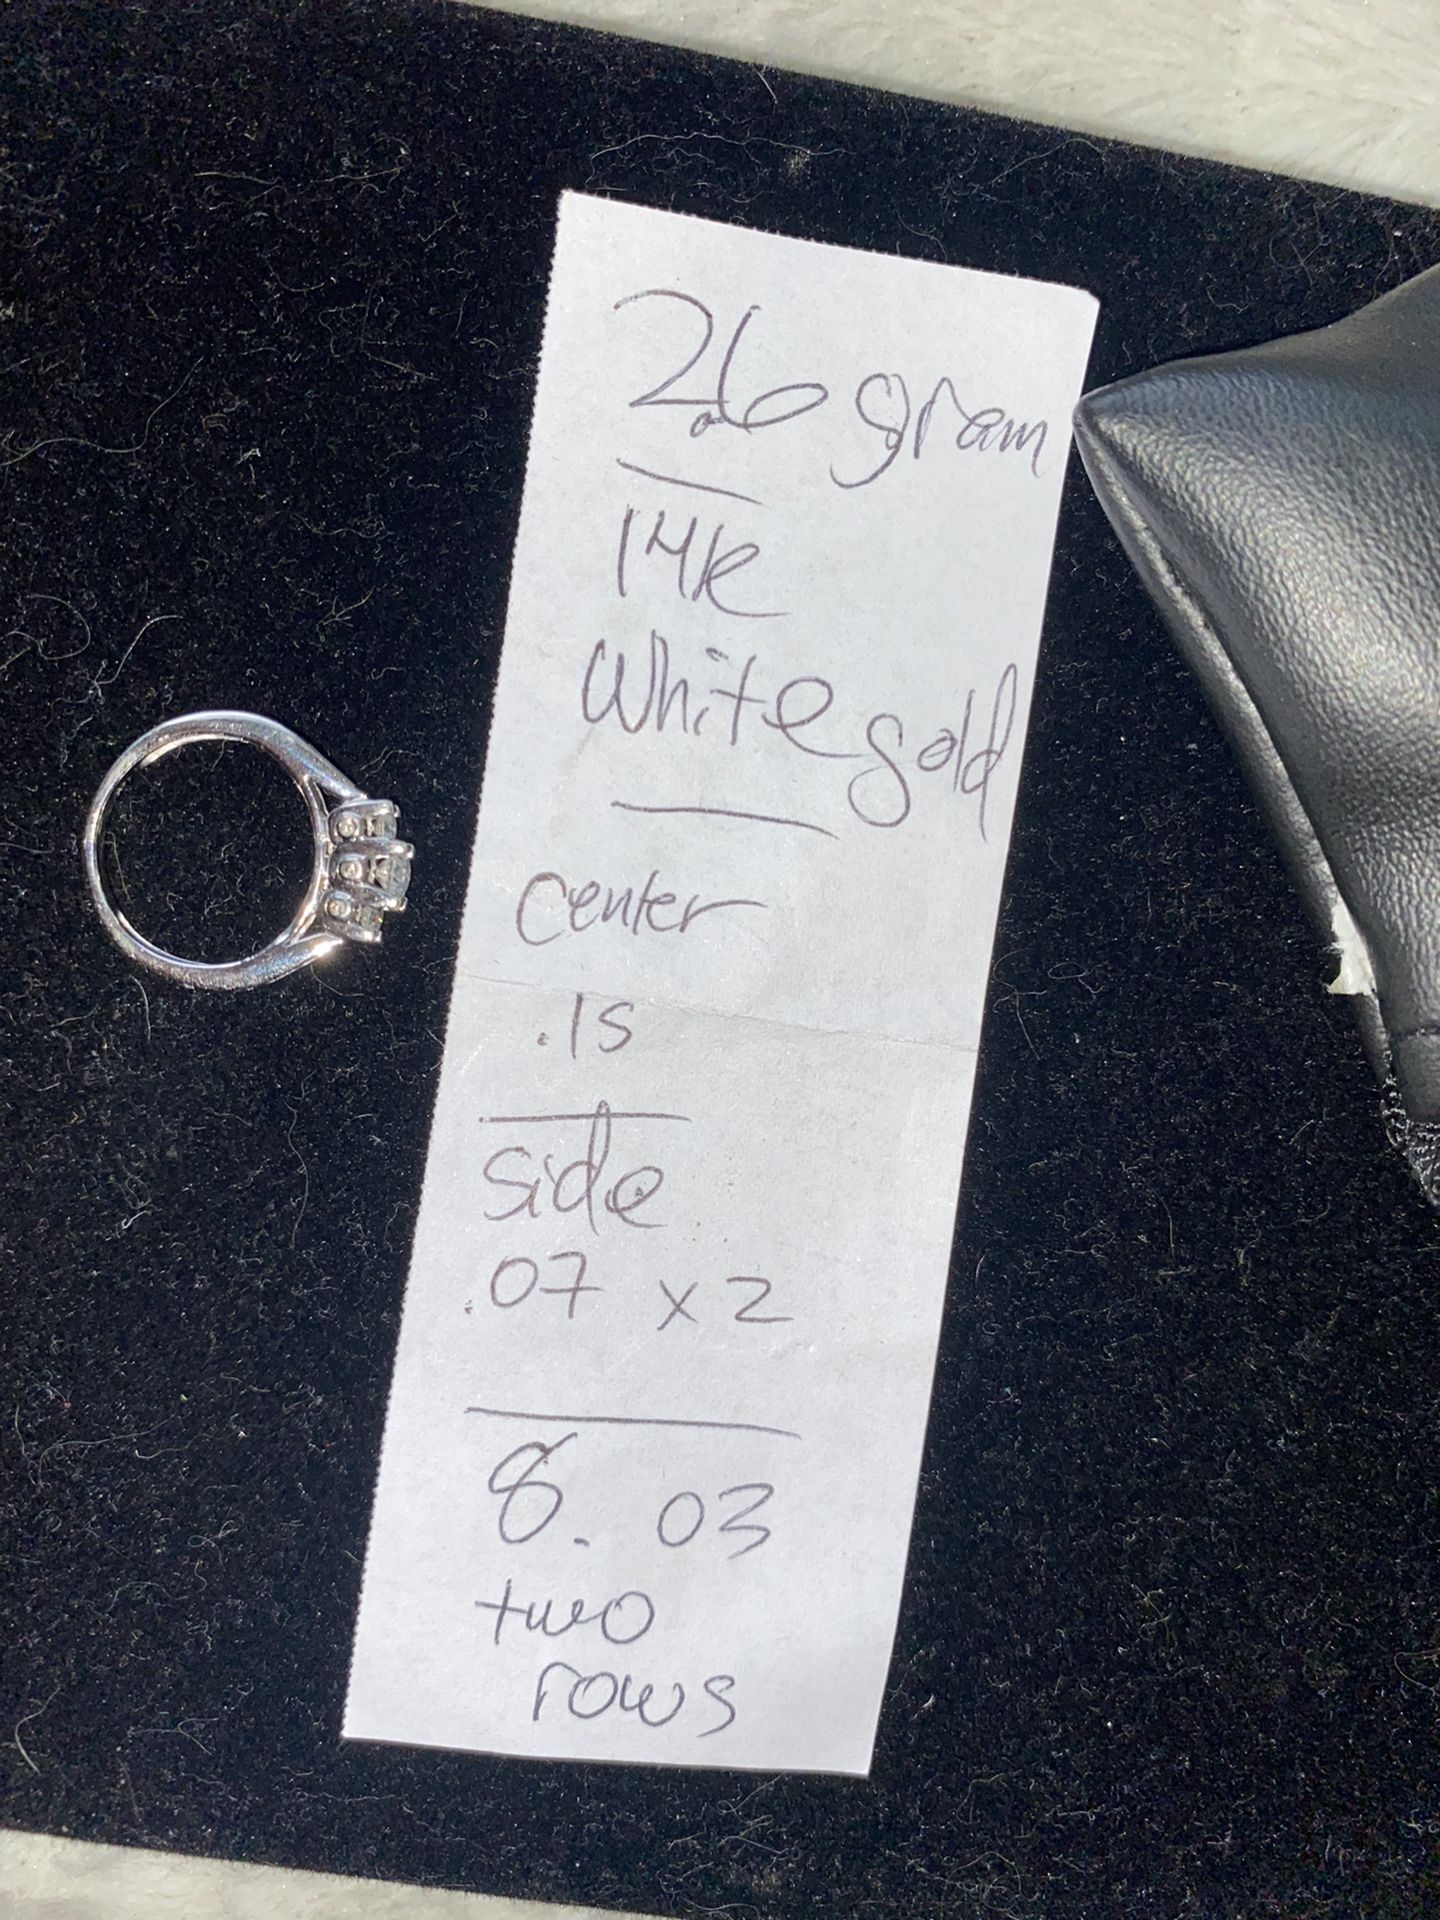 2.6 gram
14k
white gold
center
.15
side
.07 x 2
8. 03
two
rows